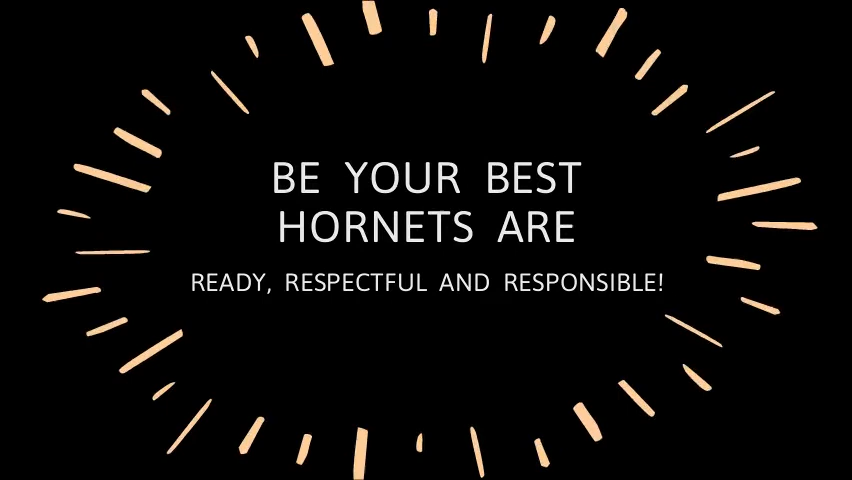 BE YOUR BEST
HORNETS ARE
READY, RESPECTFUL AND RESPONSIBLE!